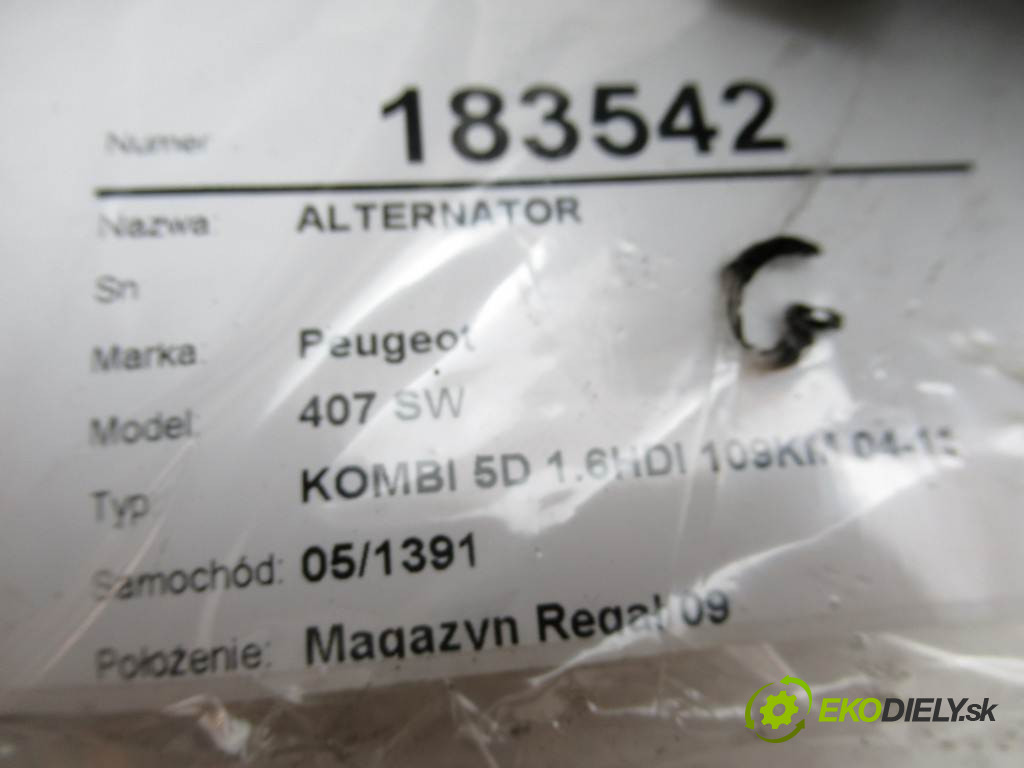 Numer 183542
Nazwa: ALTERNATOR
Sn
Marka: Peugeot
Model: 407 SW
Typ KOMBI 5D 1.6HDI 109KM
Samochód: 05/1391
Położenie: Magazyn Regał 09
G
EKODIELY.sk